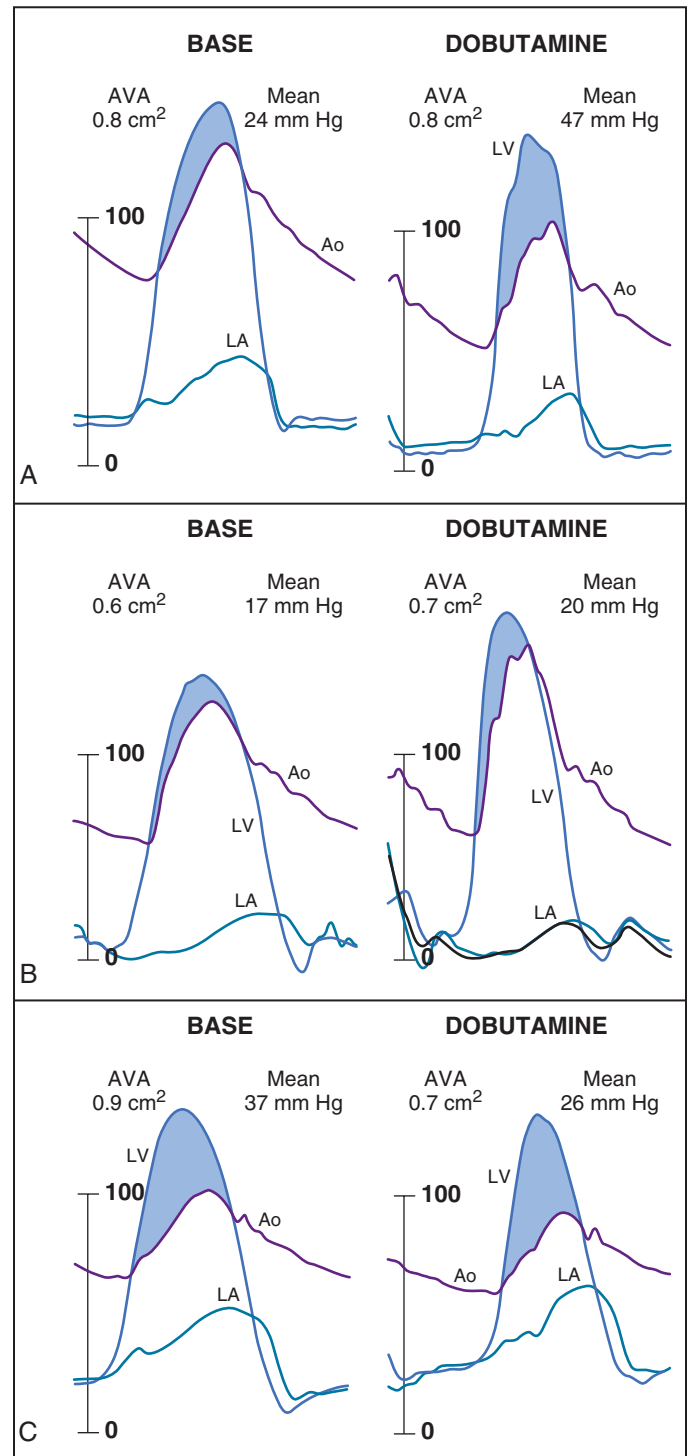 BASE
DOBUTAMINE
AVA
0.8 cm²
Mean
24 mm Hg
AVA
0.8 cm²
Mean
47 mm Hg
LV
100
100
Ao
Ao
LA
LA
0
0
A
BASE
DOBUTAMINE
AVA
0.6 cm²
Mean
17 mm Hg
AVA
0.7 cm²
Mean
20 mm Hg
100
100
Ao
Ao
LV
LV
LA
LA
0
0
B
BASE
DOBUTAMINE
AVA
0.9 cm²
Mean
37 mm Hg
AVA
0.7 cm²
Mean
26 mm Hg
LV
LV
100
100
Ao
Ao
LA
LA
0
0
C